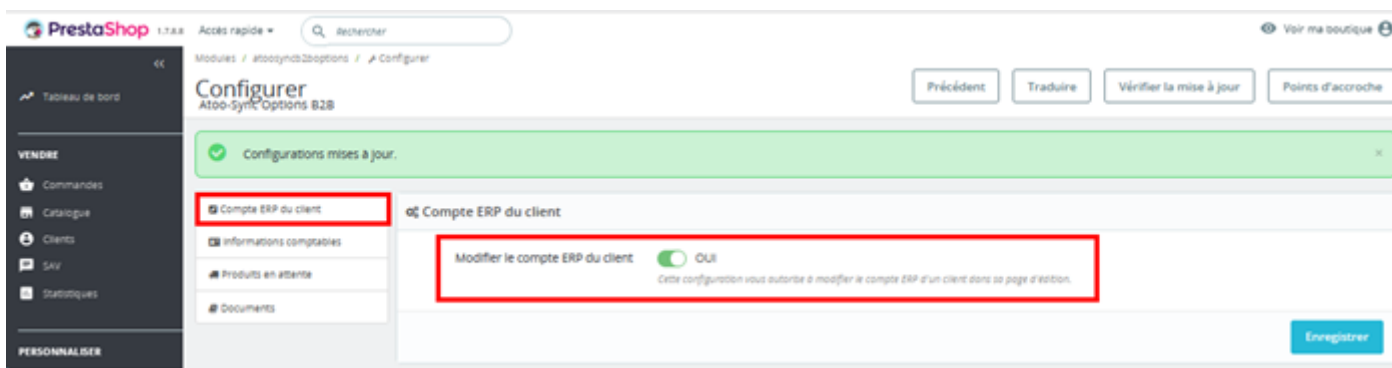 PrestaShop 1.7.8.8 Accès rapide Rechercher Voir ma boutique
Modules / atoosyncb2boptions / Configurer
Configurer
Atoo-Sync Options B2B
Précédent Traduire Vérifier la mise à jour Points d'accroche
Tableau de bord
Configurations mises à jour.
VENDRE
Commandes
Catalogue
Clients
SAV
Statistiques
PERSONNALISER
Compte ERP du client
Informations comptables
Produits en attente
Documents
Compte ERP du client
Modifier le compte ERP du client OUI
Cette configuration vous autorise à modifier le compte ERP d'un client dans sa page d'édition.
Enregistrer